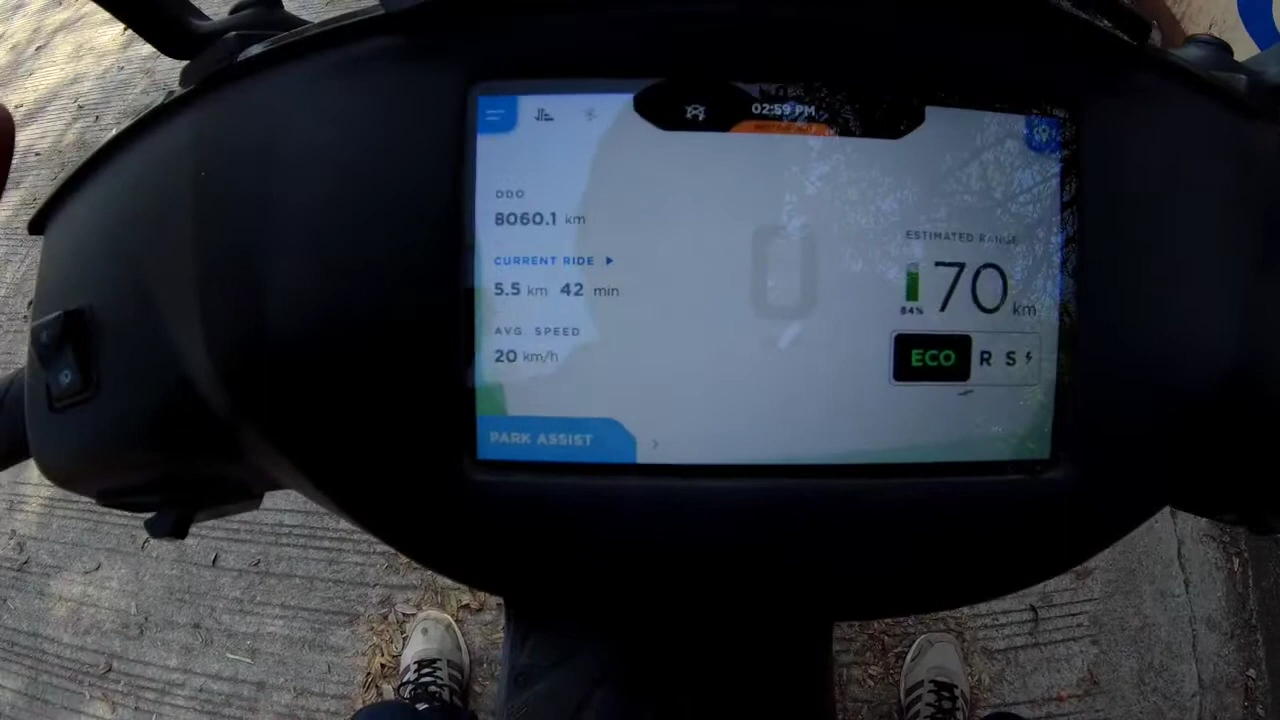 02:59 PM
ODO
8060.1 km
CURRENT RIDE
5.5 km 42 min
AVG. SPEED
20 km/h
PARK ASSIST
0
ESTIMATED RANGE
84% 70 km
ECO R S